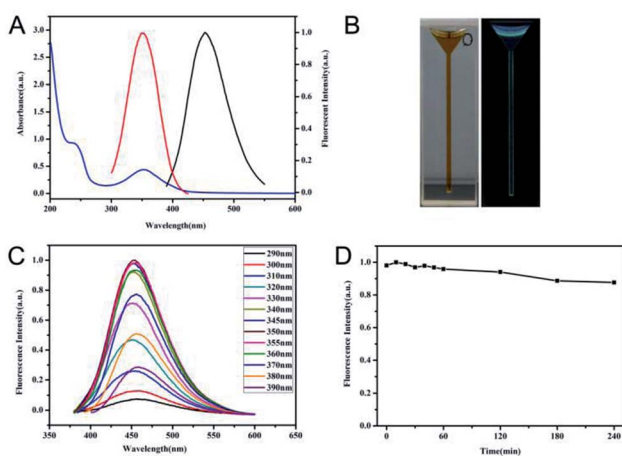 A
3.0
2.5
2.0
1.5
1.0
0.5
0.0
Absorbance(a.u.)
1.0
0.8
0.6
0.4
0.2
0.0
Fluorescent Intensity(a.u.)
200 300 400 500 600
Wavelength(nm)
B
C
1.0
0.8
0.6
0.4
0.2
0.0
Fluorescence Intensity(a.u.)
350 400 450 500 550 600 650
Wavelength(nm)
290nm
300nm
310nm
320nm
330nm
340nm
345nm
350nm
355nm
360nm
370nm
380nm
390nm
D
1.0
0.8
0.6
0.4
0.2
0.0
Fluorescence Intensity(a.u.)
0 30 60 90 120 150 180 210 240
Time(min)